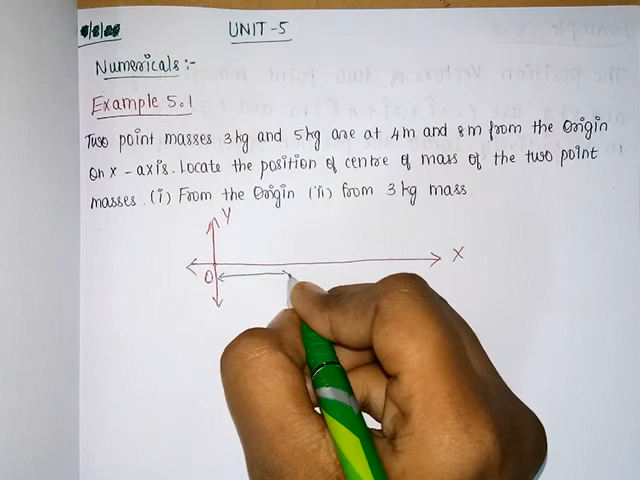 UNIT-5
Numericals:-
Example 5.1
Two point masses 3kg and 5kg are at 4m and 8m from the Origin
On x-axis. Locate the position of centre of mass of the two point
masses. (i) From the Origin (ii) from 3kg mass.
Y
X
O